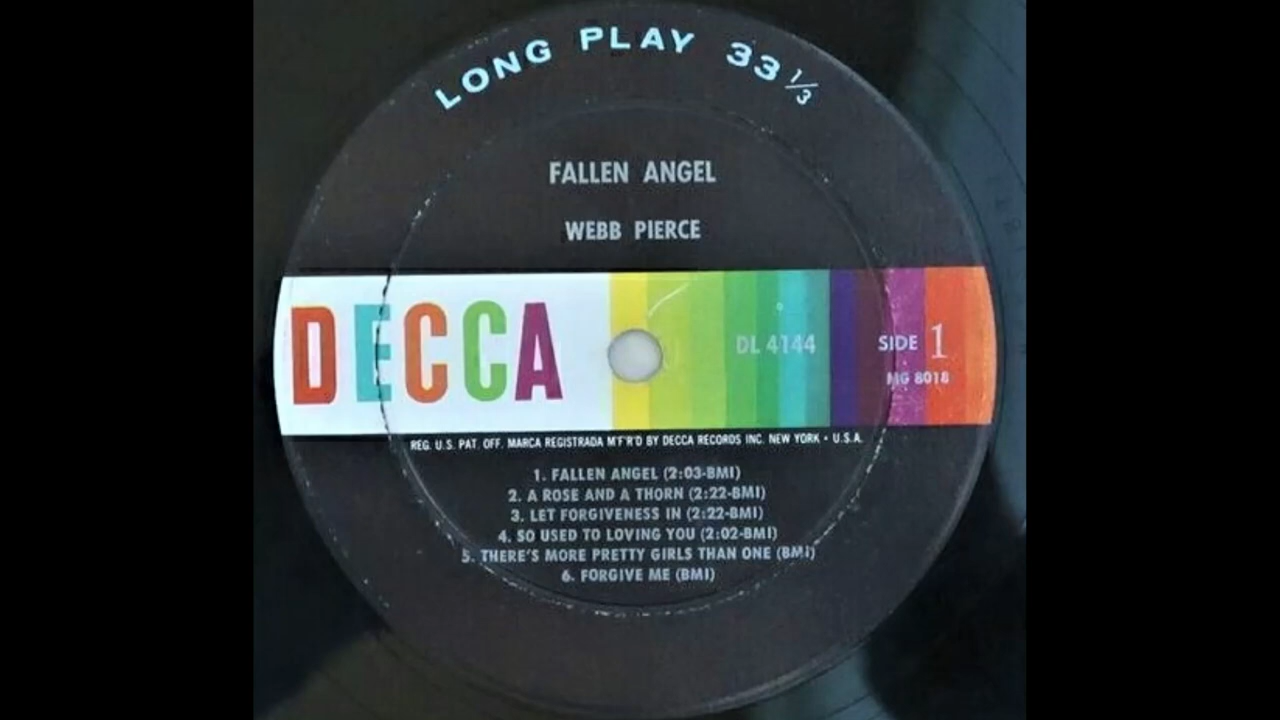 LONG PLAY 33 1/3
FALLEN ANGEL
WEBB PIERCE
DECCA
DL 4144
SIDE 1
MG 8018
REG. U.S. PAT. OFF. MARCA REGISTRADA M'F'R'D BY DECCA RECORDS INC. NEW YORK • U.S.A.
1. FALLEN ANGEL (2:03-BMI)
2. A ROSE AND A THORN (2:22-BMI)
3. LET FORGIVENESS IN (2:22-BMI)
4. SO USED TO LOVING YOU (2:02-BMI)
5. THERE'S MORE PRETTY GIRLS THAN ONE (BMI)
6. FORGIVE ME (BMI)